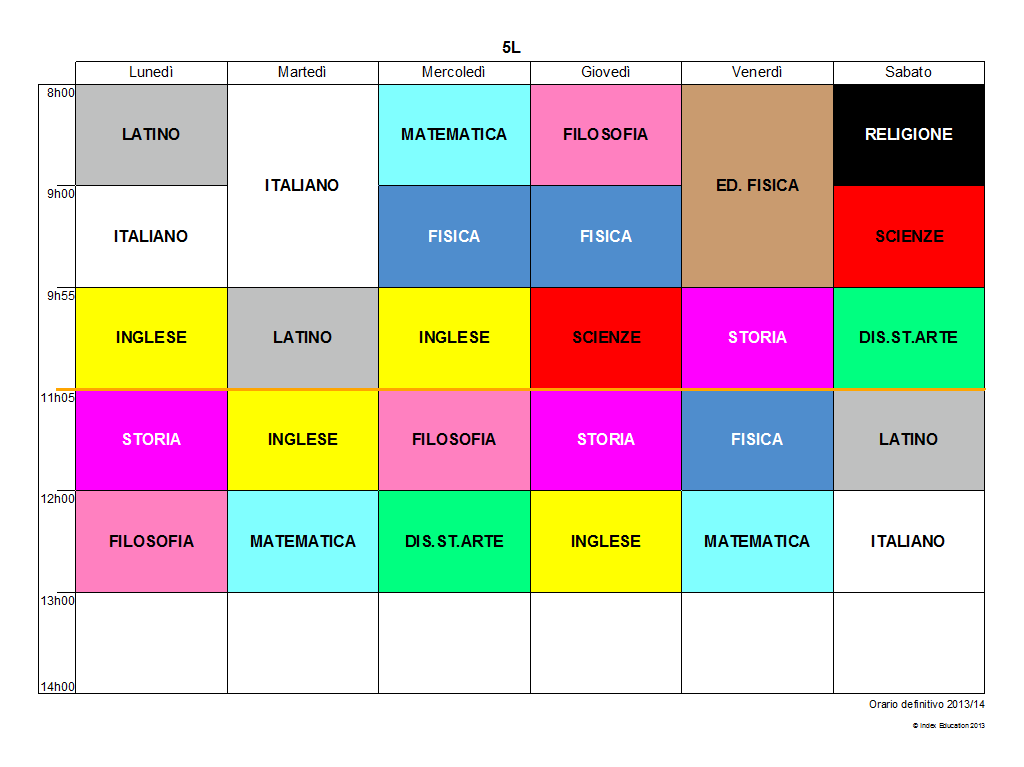 5L
Lunedì Martedì Mercoledì Giovedì Venerdì Sabato
8h00
LATINO MATEMATICA FILOSOFIA RELIGIONE
ITALIANO ED. FISICA
9h00
ITALIANO FISICA FISICA SCIENZE
9h55
INGLESE LATINO INGLESE SCIENZE STORIA DIS.ST.ARTE
11h05
STORIA INGLESE FILOSOFIA STORIA FISICA LATINO
12h00
FILOSOFIA MATEMATICA DIS.ST.ARTE INGLESE MATEMATICA ITALIANO
13h00
14h00
Orario definitivo 2013/14
© Index Education 2013